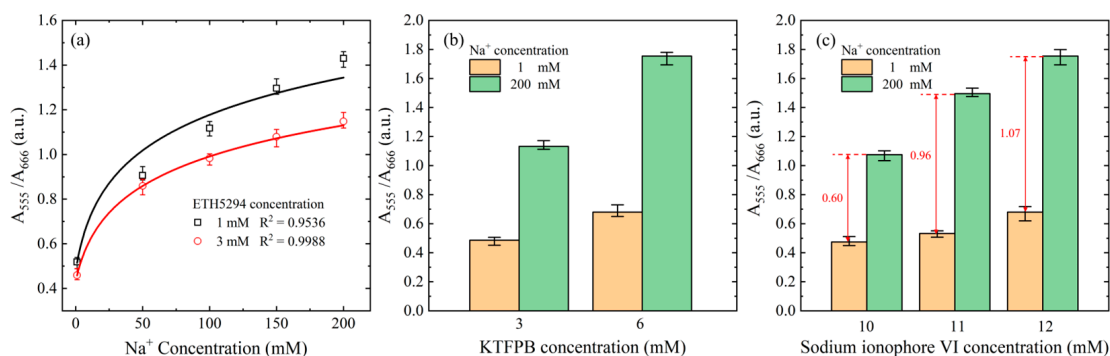 (a)
A555/A666 (a.u.)
1.6
1.4
1.2
1.0
0.8
0.6
0.4
ETH5294 concentration
1 mM R² = 0.9536
3 mM R² = 0.9988
0 50 100 150 200
Na⁺ Concentration (mM)
(b)
A555/A666 (a.u.)
2.0
1.8
1.6
1.4
1.2
1.0
0.8
0.6
0.4
0.2
0.0
Na⁺ concentration
1 mM
200 mM
3 6
KTFPB concentration (mM)
(c)
A555/A666 (a.u.)
2.0
1.8
1.6
1.4
1.2
1.0
0.8
0.6
0.4
0.2
0.0
Na⁺ concentration
1 mM
200 mM
0.60
0.96
1.07
10 11 12
Sodium ionophore VI concentration (mM)